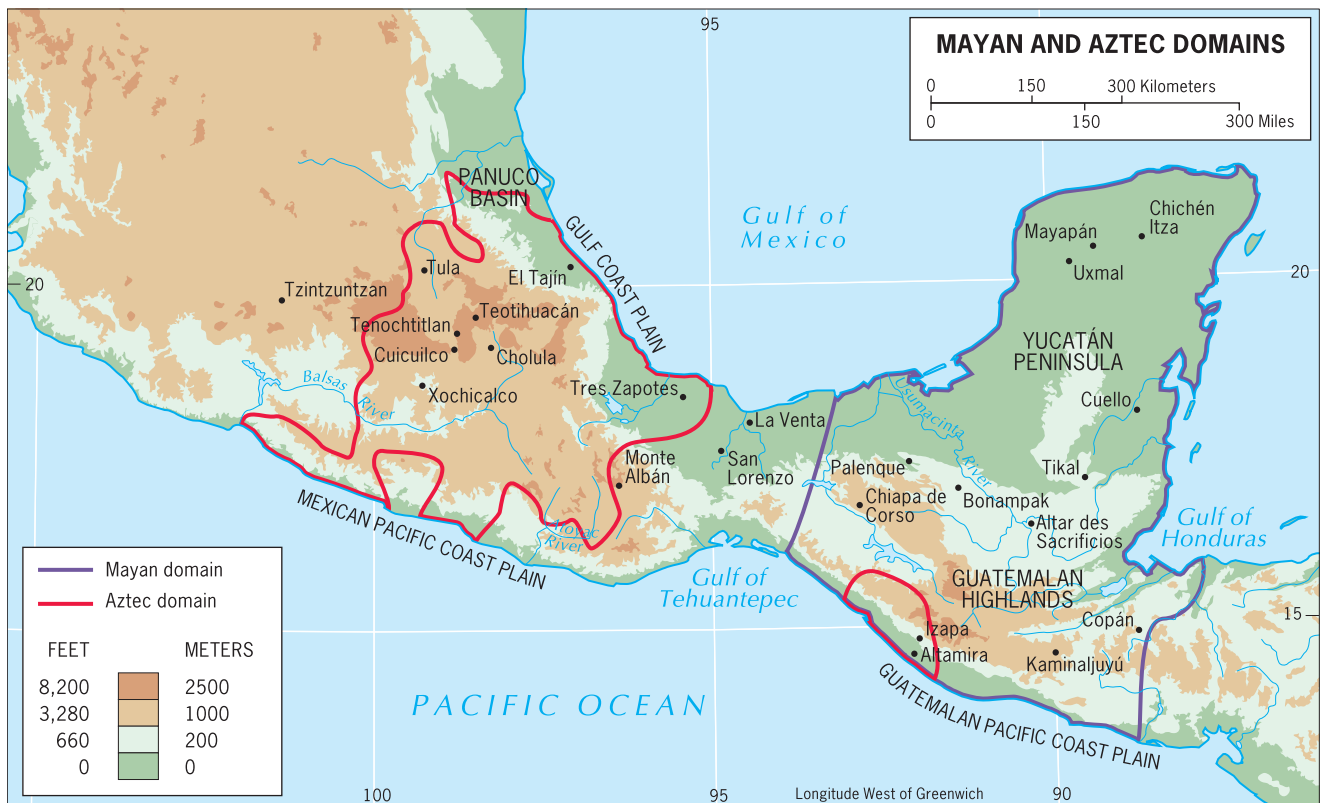 95
MAYAN AND AZTEC DOMAINS
0 150 300 Kilometers
0 150 300 Miles
PANUCO
BASIN
GULF COAST PLAIN
Gulf of
Mexico
Chichén
Itza
Mayapán
Uxmal
20
20
Tula
El Tajín
Tzintzuntzan
Teotihuacán
Tenochtitlan
Cuicuilco
Cholula
Xochicalco
YUCATÁN
PENINSULA
Balsas
River
Tres Zapotes
La Venta
Cuello
Usumacinta
River
San
Lorenzo
Monte
Albán
Palenque
Tikal
Chiapa de
Corso
Bonampak
Altar des
Sacrificios
Gulf of
Honduras
MEXICAN PACIFIC COAST PLAIN
Atoyac
River
Gulf of
Tehuantepec
GUATEMALAN
HIGHLANDS
Copán
15
Izapa
Altamira
Kaminaljuyú
GUATEMALAN PACIFIC COAST PLAIN
PACIFIC OCEAN
Mayan domain
Aztec domain
FEET METERS
8,200 2500
3,280 1000
660 200
0 0
100
95
Longitude West of Greenwich
90